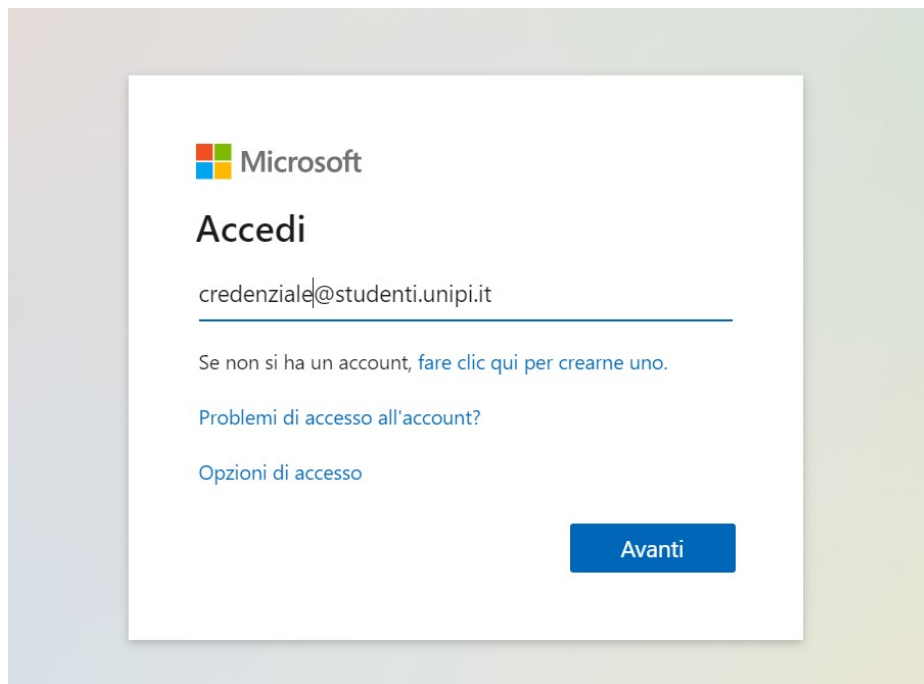 Microsoft
Accedi
credenziale@studenti.unipi.it
Se non si ha un account, fare clic qui per crearne uno.
Problemi di accesso all'account?
Opzioni di accesso
Avanti